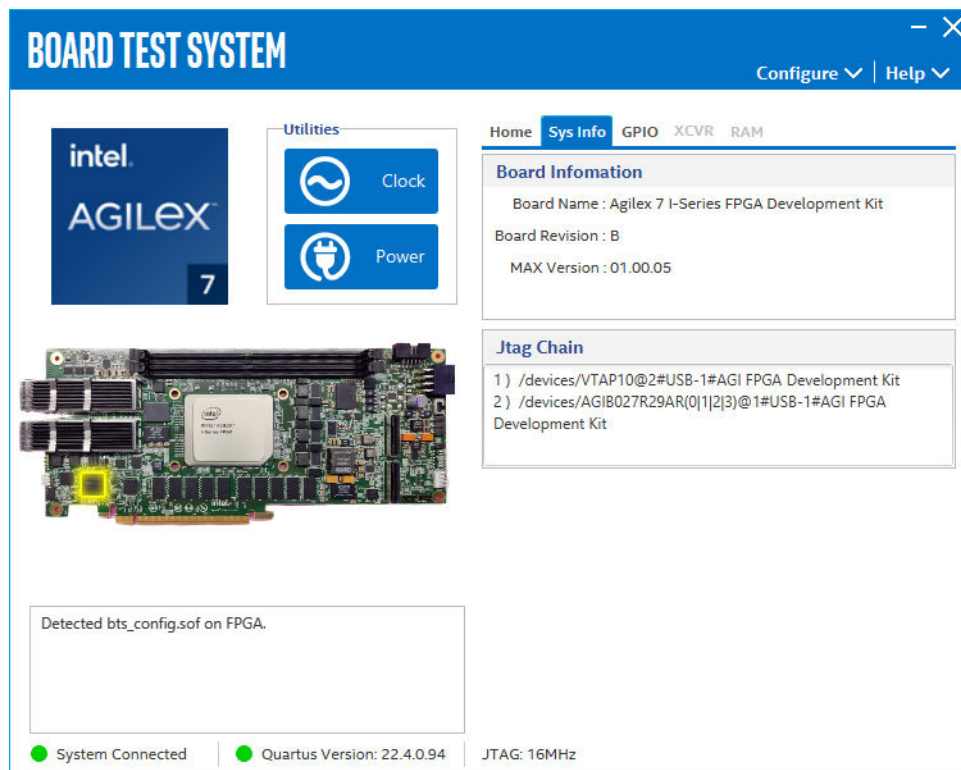 BOARD TEST SYSTEM
Configure
Help
intel.
AGILEX
7
Utilities
Clock
Power
Home
Sys Info
GPIO
XCVR
RAM
Board Infomation
Board Name : Agilex 7 I-Series FPGA Development Kit
Board Revision : B
MAX Version : 01.00.05
Jtag Chain
1 ) /devices/VTAP10@2#USB-1#AGI FPGA Development Kit
2 ) /devices/AGIB027R29AR(0|1|2|3)@1#USB-1#AGI FPGA
Development Kit
intel
Detected bts_config.sof on FPGA.
System Connected
Quartus Version: 22.4.0.94
JTAG: 16MHz